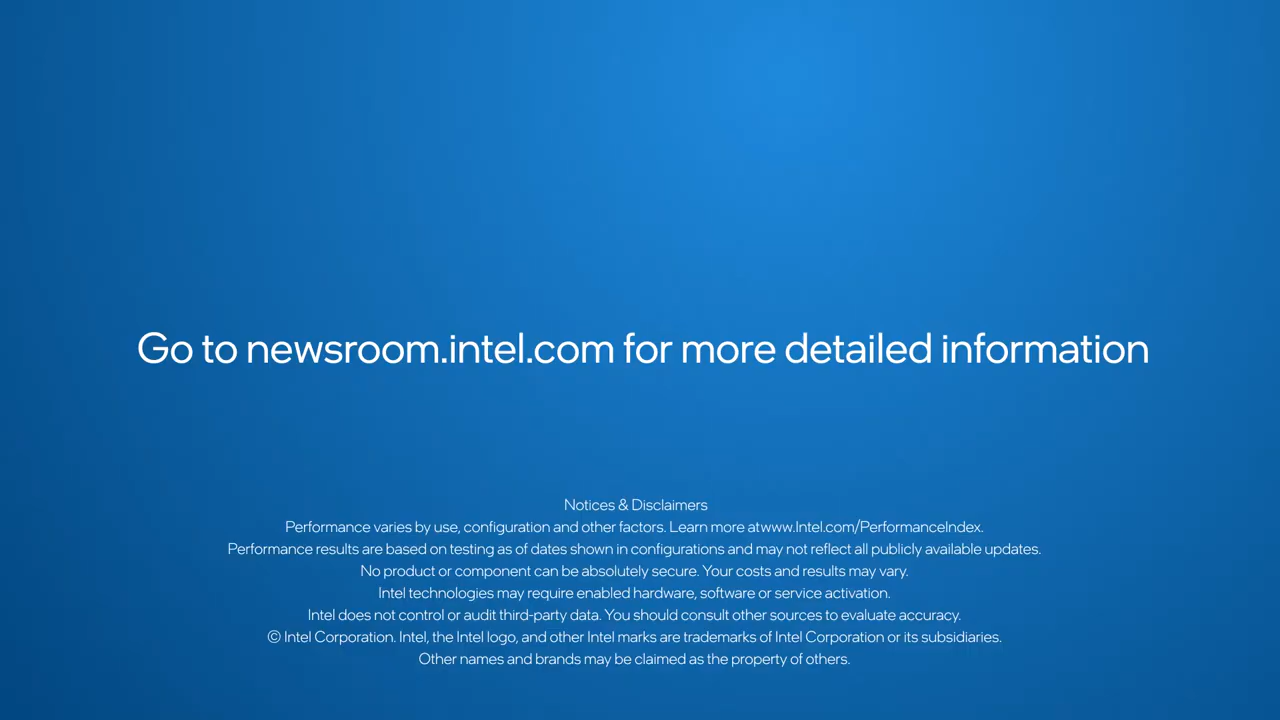 Go to newsroom.intel.com for more detailed information
Notices & Disclaimers
Performance varies by use, configuration and other factors. Learn more atwww.Intel.com/PerformanceIndex.
Performance results are based on testing as of dates shown in configurations and may not reflect all publicly available updates.
No product or component can be absolutely secure. Your costs and results may vary.
Intel technologies may require enabled hardware, software or service activation.
Intel does not control or audit third-party data. You should consult other sources to evaluate accuracy.
© Intel Corporation. Intel, the Intel logo, and other Intel marks are trademarks of Intel Corporation or its subsidiaries.
Other names and brands may be claimed as the property of others.